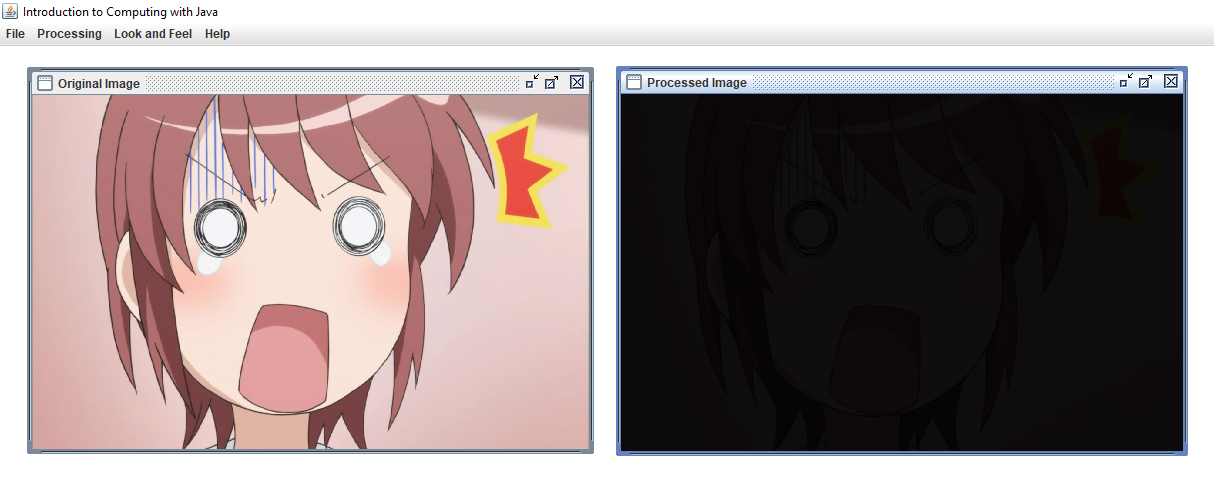 Introduction to Computing with Java
File Processing Look and Feel Help
Original Image
Processed Image